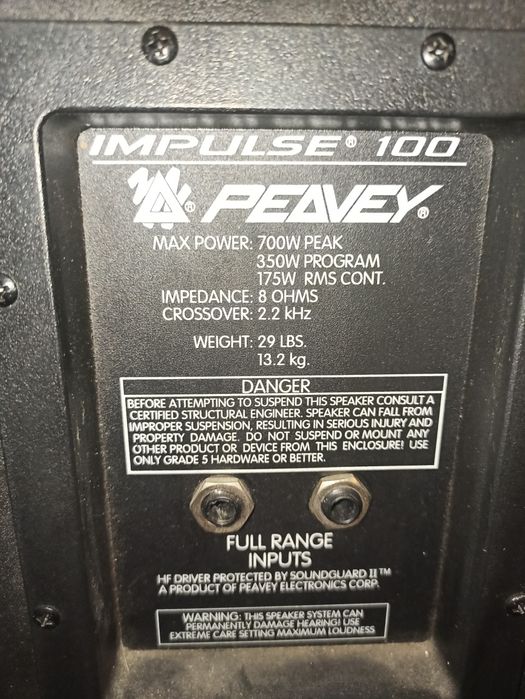 IMPULSE® 100
PEAVEY®
MAX POWER: 700W PEAK
350W PROGRAM
175W RMS CONT.
IMPEDANCE: 8 OHMS
CROSSOVER: 2.2 kHz
WEIGHT: 29 LBS.
13.2 kg.
DANGER
BEFORE ATTEMPTING TO SUSPEND THIS SPEAKER CONSULT A
CERTIFIED STRUCTURAL ENGINEER. SPEAKER CAN FALL FROM
IMPROPER SUSPENSION, RESULTING IN SERIOUS INJURY AND
PROPERTY DAMAGE. DO NOT SUSPEND OR MOUNT ANY
OTHER PRODUCT OR DEVICE FROM THIS ENCLOSURE! USE
ONLY GRADE 5 HARDWARE OR BETTER.
FULL RANGE
INPUTS
HF DRIVER PROTECTED BY SOUNDGUARD II™
A PRODUCT OF PEAVEY ELECTRONICS CORP.
WARNING: THIS SPEAKER SYSTEM CAN
PERMANENTLY DAMAGE HEARING! USE
EXTREME CARE SETTING MAXIMUM LOUDNESS